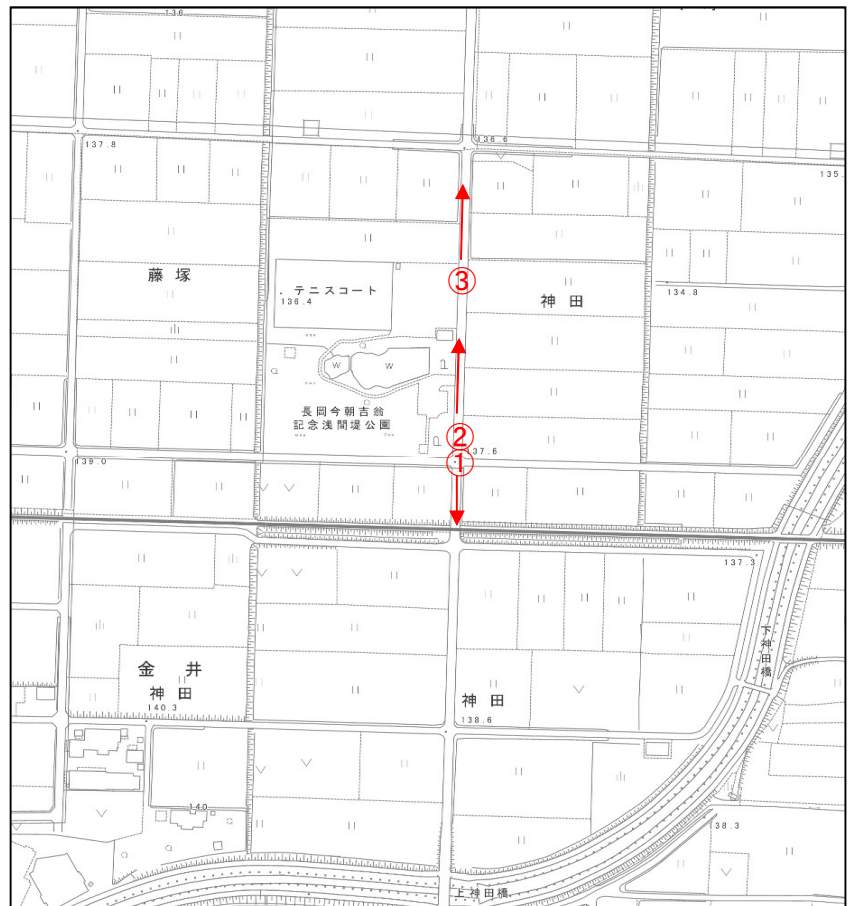 136
136.6
137.8
135.
藤塚
テニスコート
136.4
③
神田
134.8
W
W
P
長岡今朝吉翁
記念浅間堤公園
②
P
①
137.6
139.0
137.3
下神田橋
金井
神田
140.3
神田
138.6
140
38.3
上神田橋